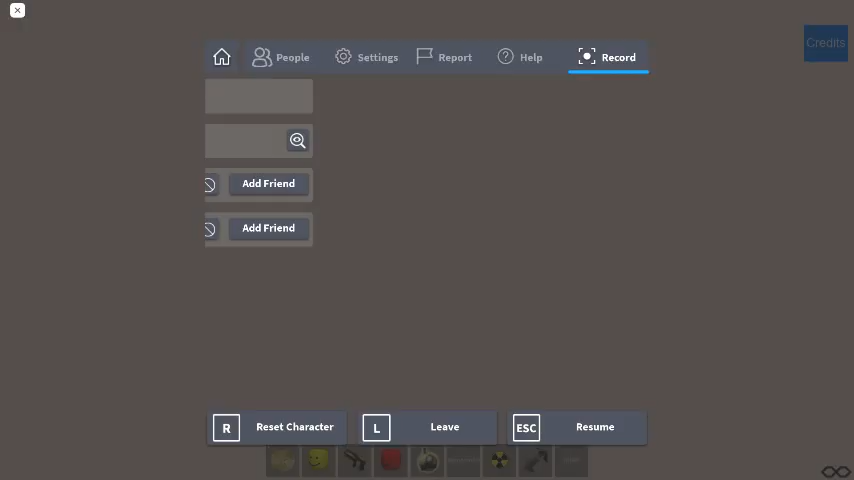 Credits
People
Settings
Report
Help
Record
Add Friend
Add Friend
R Reset Character
L Leave
ESC Resume